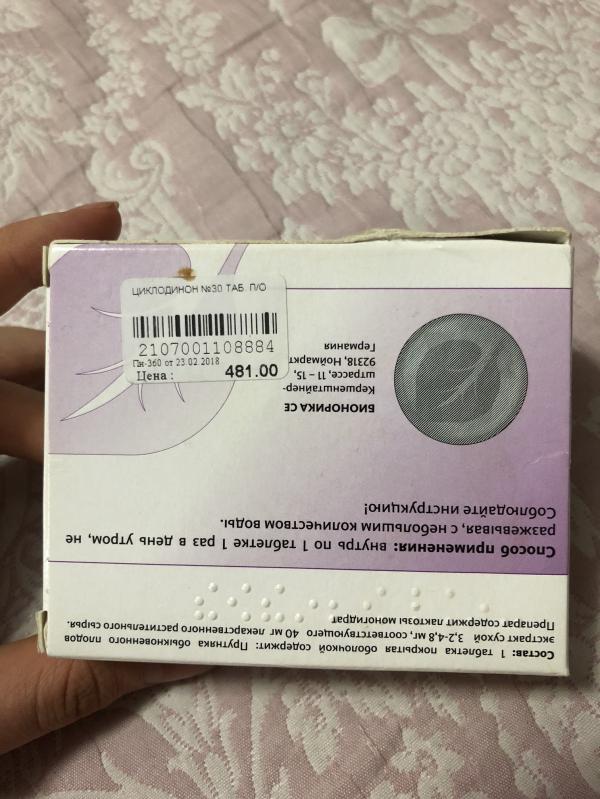 ЦИКЛОДИНОН №30 ТАБ. П/О
2107001108884
Пн-360 от 23.02.2018
Цена : 481.00
Состав: 1 таблетка покрытая оболочкой содержит: Прутняка обыкновенного плодов
экстракт сухой 3,2-4,8 мг, соответствующего 40 мг лекарственного растительного сырья.
Препарат содержит лактозы моногидрат
Способ применения: внутрь по 1 таблетке 1 раз в день утром, не
разжевывая, с небольшим количеством воды.
Соблюдайте инструкцию!
БИОНОРИКА СЕ
Кершенштайнер-
штрассе, 11 – 15,
92318, Ноймаркт
Германия